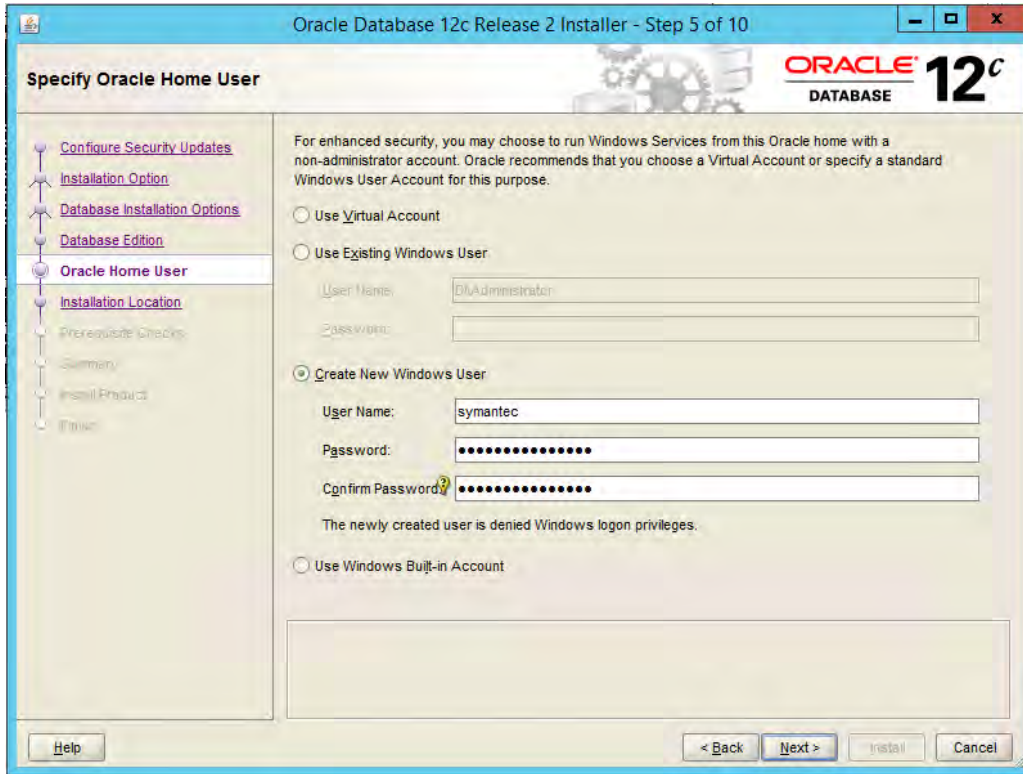 Oracle Database 12c Release 2 Installer - Step 5 of 10
Specify Oracle Home User
ORACLE
DATABASE
12c
Configure Security Updates
Installation Option
Database Installation Options
Database Edition
Oracle Home User
Installation Location
Prerequisite Checks
Summary
Install Product
Finish
For enhanced security, you may choose to run Windows Services from this Oracle home with a
non-administrator account. Oracle recommends that you choose a Virtual Account or specify a standard
Windows User Account for this purpose.
Use Virtual Account
Use Existing Windows User
User Name:
Password:
Create New Windows User
User Name: symantec
Password: •••••••••••••••
Confirm Password: •••••••••••••••
The newly created user is denied Windows logon privileges.
Use Windows Built-in Account
Help
< Back
Next >
Install
Cancel